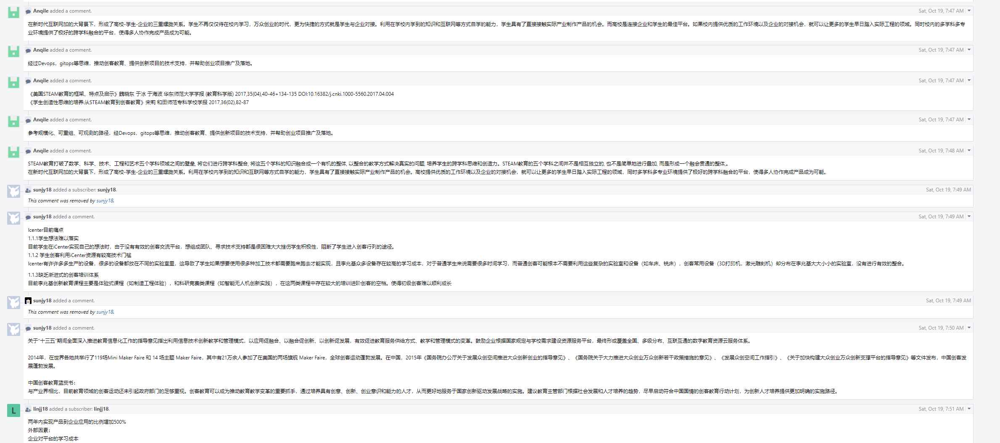 Anqile added a comment. Sat, Oct 19, 7:47 AM
在新时代互联网加的大背景下，形成了高校-学生-企业的三重螺旋关系。学生不再仅仅待在校内学习，万众创业的时代，更为快捷的方式就是学生与企业对接。利用在学校内学到的知识和互联网等方式自学的能力，学生具有了直接接触实际产业制作产品的机会。而高校是连接企业和学生的最佳平台。如果校内提供优质的工作环境以及企业的对接机会，就可以让更多的学生早日踏入实际工程的领域。同时校内的多学科多专
业环境提供了极好的跨学科融合的平台，使得多人协作完成产品成为可能。
Anqile added a comment. Sat, Oct 19, 7:47 AM
经过Devops，gitops等思维，推动创客教育、提供创新项目的技术支持，并帮助创业项目推广及落地。
Anqile added a comment. Sat, Oct 19, 7:47 AM
《美国STEAM教育的框架、特点及启示》魏晓东 于冰 于海波 华东师范大学学报 (教育科学版) 2017,35(04),40-46+134-135 DOI:10.16382/j.cnki.1000-5560.2017.04.004
《学生创造性思维的培养:从STEAM教育到创客教育》宋莉 和田师范专科学校学报 2017,36(02),82-87
Anqile added a comment. Sat, Oct 19, 7:47 AM
参考规模化、可重组、可观测的路径，经Devops，gitops等思维，推动创客教育、提供创新项目的技术支持，并帮助创业项目推广及落地。
Anqile added a comment. Sat, Oct 19, 7:48 AM
STEAM教育打破了数学、科学、技术、工程和艺术五个学科领域之间的壁垒, 将它们进行跨学科整合, 将这五个学科的知识融合成一个有机的整体, 以整合的教学方式解决真实的问题, 培养学生的跨学科思维和创造力。STEAM教育的五个学科之间并不是相互独立的, 也不是简单地进行叠加, 而是形成一个融会贯通的整体,。
在新时代互联网加的大背景下，形成了高校-学生-企业的三重螺旋关系。利用在学校内学到的知识和互联网等方式自学的能力，学生具有了直接接触实际产业制作产品的机会。高校提供优质的工作环境以及企业的对接机会，就可以让更多的学生早日踏入实际工程的领域，同时多学科多专业环境提供了极好的跨学科融合的平台，使得多人协作完成产品成为可能。
sunjy18 added a subscriber: sunjy18. Sat, Oct 19, 7:49 AM
This comment was removed by sunjy18.
sunjy18 added a comment. Sat, Oct 19, 7:49 AM
Icenter目前痛点
1.1.1学生想法难以落实
目前学生在iCenter实现自己的想法时，由于没有有效的创客交流平台，想组成团队、寻求技术支持都是很困难大大挫伤学生积极性，阻断了学生进入创客行列的途径。
1.1.2 学生创客利用iCenter资源有较高技术门槛
Icenter有许许多多生产的设备，很多的设备都放在不同的实验室里，这导致了学生如果想要使用很多种加工技术都需要跑来跑去才能实现，且李兆基众多设备存在较高的学习成本，对于普通学生来说需要很多时间学习，而普通创客可能根本不需要利用这些复杂的实验室和设备（如车床、铣床），创客常用设备（3D打印机，激光雕刻机）却分布在李兆基大大小小的实验室，没有进行有效的整合。
1.1.3缺乏渐进式的创客培训体系
目前李兆基创新教育课程主要是体验式课程（如制造工程体验），和科研竞赛类课程（如智能无人机创新实践），在这两类课程中存在较大的培训进阶创客的空档。使得初级创客难以顺利成长
sunjy18 added a comment. Sat, Oct 19, 7:49 AM
This comment was removed by sunjy18.
sunjy18 added a comment. Sat, Oct 19, 7:50 AM
关于“十三五”期间全面深入推进教育信息化工作的指导意见指出利用信息技术创新教学和管理模式，以应用促融合、以融合促创新、以创新促发展，有效促进教育服务供给方式、教学和管理模式的变革。鼓励企业根据国家规定与学校需求建设资源服务平台，最终形成覆盖全国、多级分布、互联互通的数字教育资源云服务体系。
2014年，在世界各地共举行了119场Mini Maker Faire 和 14 场主题 Maker Faire，其中有21万余人参加了在美国的两场旗舰 Maker Faire，全球创客运动蓬勃发展。在中国，2015年《国务院办公厅关于发展众创空间推进大众创新创业的指导意见》、《国务院关于大力推进大众创业万众创新若干政策措施的意见》、《发展众创空间工作指引》、《关于加快构建大众创业万众创新支撑平台的指导意见》等文件发布，中国创客发
展蓬勃发展。
中国创客教育蓝皮书：
与产业界相比，目前教育领域的创客运动还未引起政府部门的足够重视。创客教育可以成为推动教育教学变革的重要抓手，通过培养具有创意、创新、创业意识和能力的人才，从而更好地服务于国家创新驱动发展战略的实施。建议教育主管部门根据社会发展和人才培养的趋势，尽早启动符合中国国情的创客教育行动计划，为创新人才培养提供更加明确的实施路径。
L
linjj18 added a subscriber: linjj18. Sat, Oct 19, 7:51 AM
两年内实现产品到企业应用的比例增加500%
外部因素：
企业对平台的学习成本